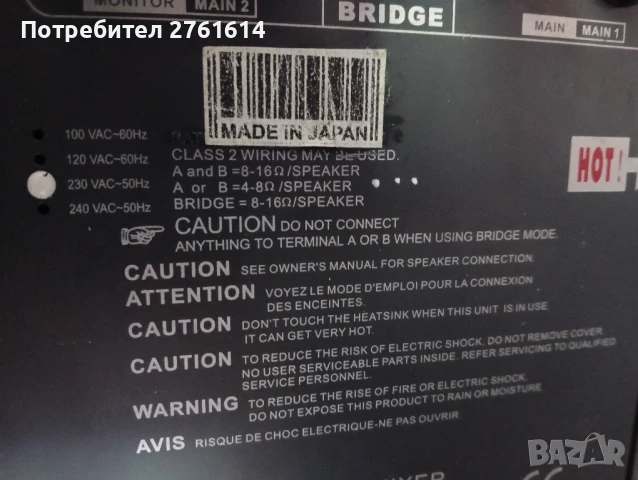 Потребител 2761614
MONITOR MAIN 2
BRIDGE
MAIN MAIN 1
MADE IN JAPAN
100 VAC~60Hz
120 VAC~60Hz
230 VAC~50Hz
240 VAC~50Hz
CLASS 2 WIRING MAY BE USED.
A and B =8-16Ω/SPEAKER
A or B =4-8Ω/SPEAKER
BRIDGE = 8-16Ω/SPEAKER
HOT!
CAUTION DO NOT CONNECT
ANYTHING TO TERMINAL A OR B WHEN USING BRIDGE MODE.
CAUTION SEE OWNER'S MANUAL FOR SPEAKER CONNECTION.
ATTENTION VOYEZ LE MODE D'EMPLOI POUR LA CONNEXION
DES ENCEINTES.
CAUTION DON'T TOUCH THE HEATSINK WHEN THIS UNIT IS IN USE.
IT CAN GET VERY HOT.
CAUTION TO REDUCE THE RISK OF ELECTRIC SHOCK, DO NOT REMOVE COVER.
NO USER SERVICEABLE PARTS INSIDE. REFER SERVICING TO QUALIFIED
SERVICE PERSONNEL.
WARNING TO REDUCE THE RISK OF FIRE OR ELECTRIC SHOCK,
DO NOT EXPOSE THIS PRODUCT TO RAIN OR MOISTURE.
AVIS RISQUE DE CHOC ELECTRIQUE-NE PAS OUVRIR
BAZAR